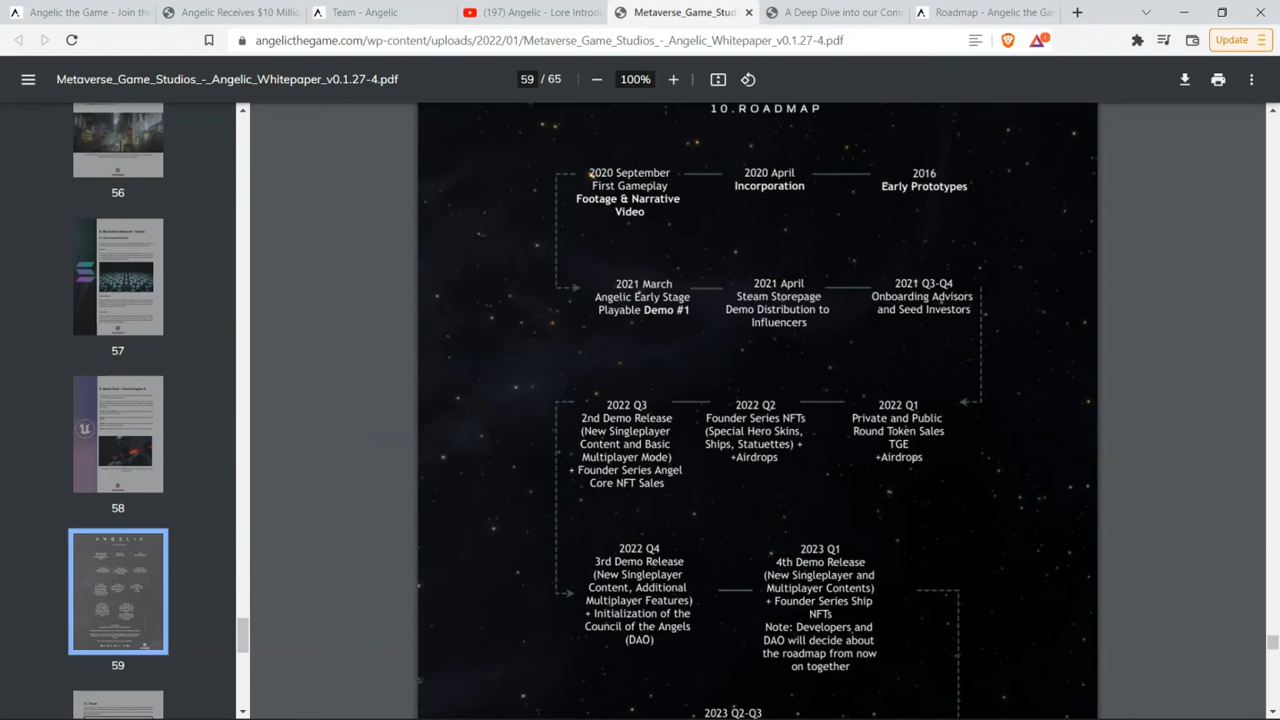 Angelic the Game - Join the
Angelic Receives $10 Millio
Team - Angelic
(197) Angelic - Lore Introdu
Metaverse_Game_Stud
A Deep Dive into our Com
Roadmap - Angelic the Ga
angelicthegame.com/wp-content/uploads/2022/01/Metaverse_Game_Studios_-_Angelic_Whitepaper_v0.1.27-4.pdf
1
Update
Metaverse_Game_Studios_-_Angelic_Whitepaper_v0.1.27-4.pdf
59 / 65
100%
56
57
58
ANGELIC
59
10.ROADMAP
2020 September
First Gameplay
Footage & Narrative
Video
2020 April
Incorporation
2016
Early Prototypes
2021 March
Angelic Early Stage
Playable Demo #1
2021 April
Steam Storepage
Demo Distribution to
Influencers
2021 Q3-Q4
Onboarding Advisors
and Seed Investors
2022 Q3
2nd Demo Release
(New Singleplayer
Content and Basic
Multiplayer Mode)
+ Founder Series Angel
Core NFT Sales
2022 Q2
Founder Series NFTs
(Special Hero Skins,
Ships, Statuettes) +
+Airdrops
2022 Q1
Private and Public
Round Token Sales
TGE
+Airdrops
2022 Q4
3rd Demo Release
(New Singleplayer
Content, Additional
Multiplayer Features)
+ Initialization of the
Council of the Angels
(DAO)
2023 Q1
4th Demo Release
(New Singleplayer and
Multiplayer Contents)
+ Founder Series Ship
NFTs
Note: Developers and
DAO will decide about
the roadmap from now
on together
2023 Q2-Q3